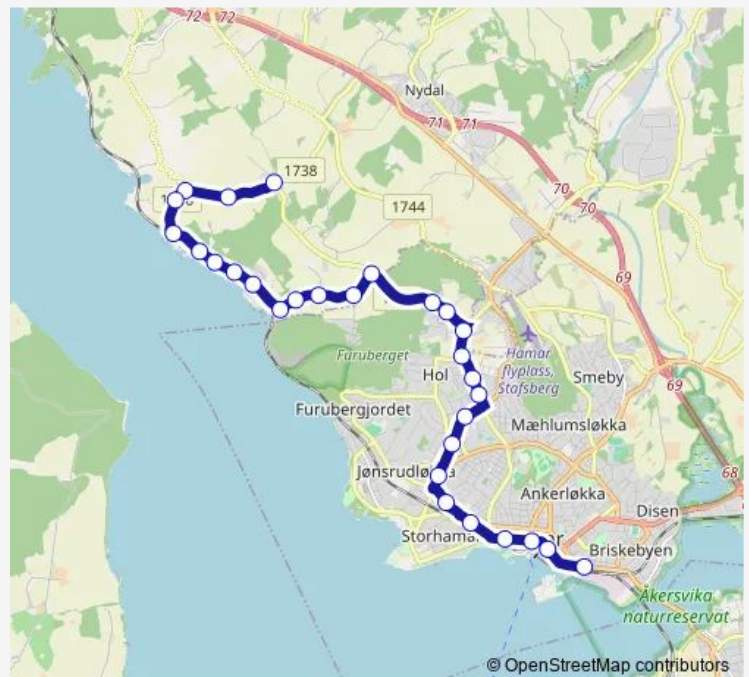 72 72
Nydal
71 71
1738
70
1744
70
69
Furuberget
Hamar
flyplass,
Stafsberg
Hol
Smeby
69
Furubergjordet
Mæhlumsløkka
68
Ankerløkka
Disen
Briskebyen
Åkersvika
naturreservat
© OpenStreetMap contributors